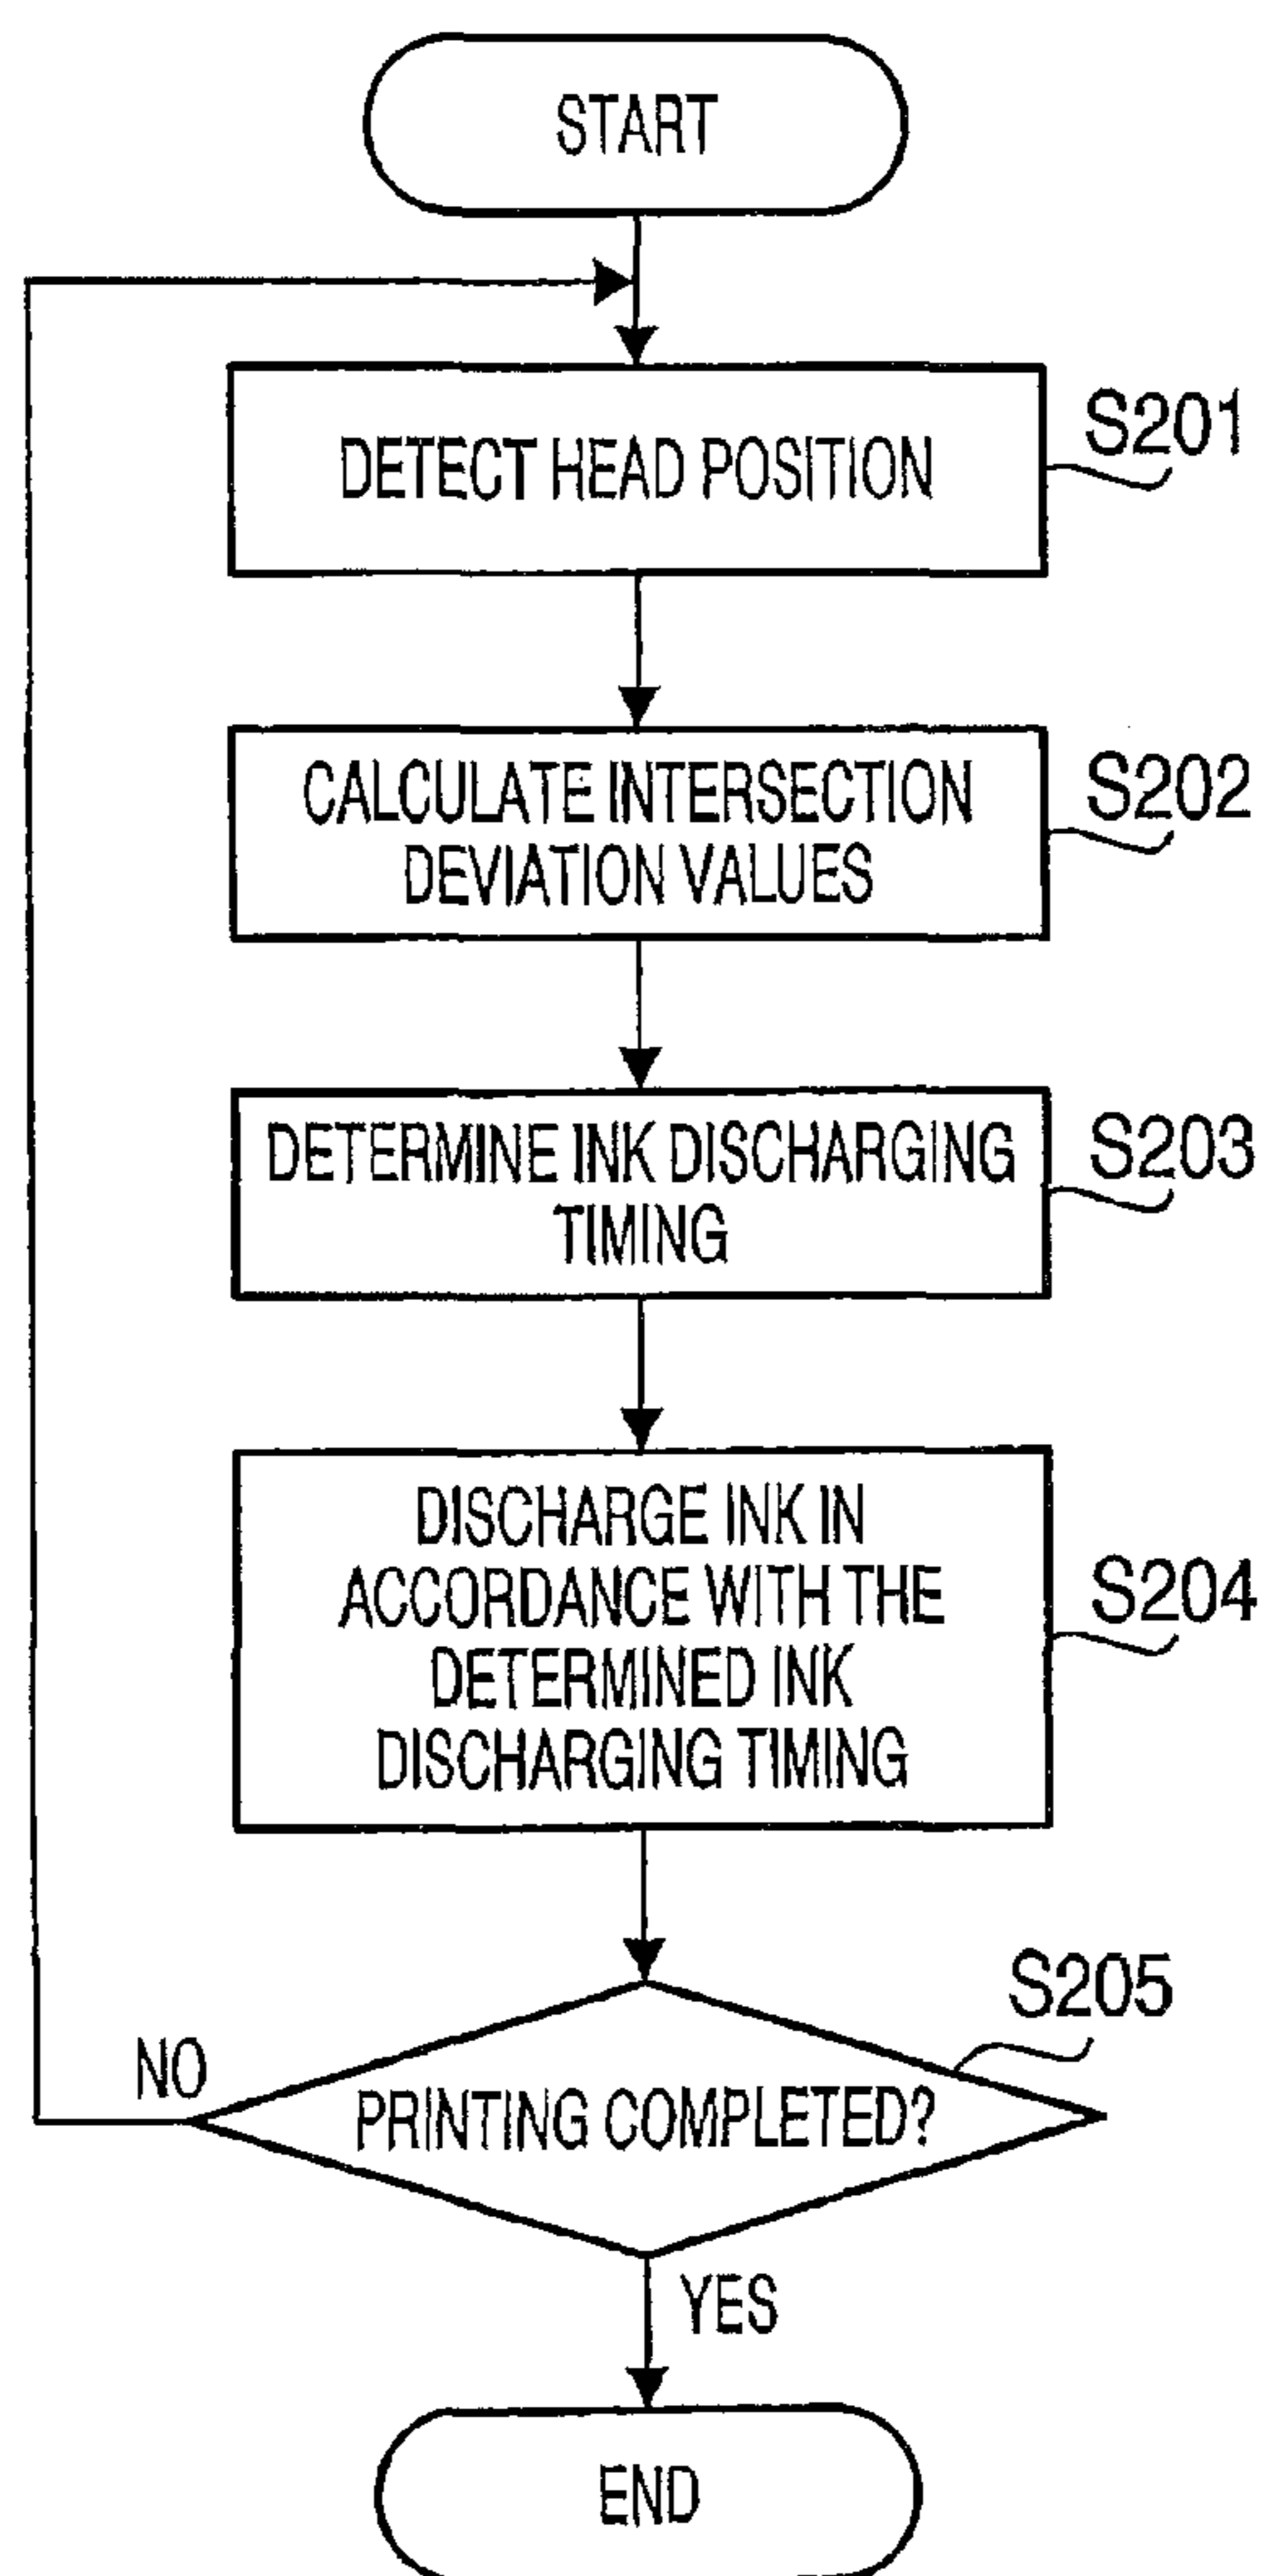 START
DETECT HEAD POSITION
S201
CALCULATE INTERSECTION
DEVIATION VALUES
S202
DETERMINE INK DISCHARGING
TIMING
S203
DISCHARGE INK IN
ACCORDANCE WITH THE
DETERMINED INK
DISCHARGING TIMING
S204
S205
NO
PRINTING COMPLETED?
YES
END